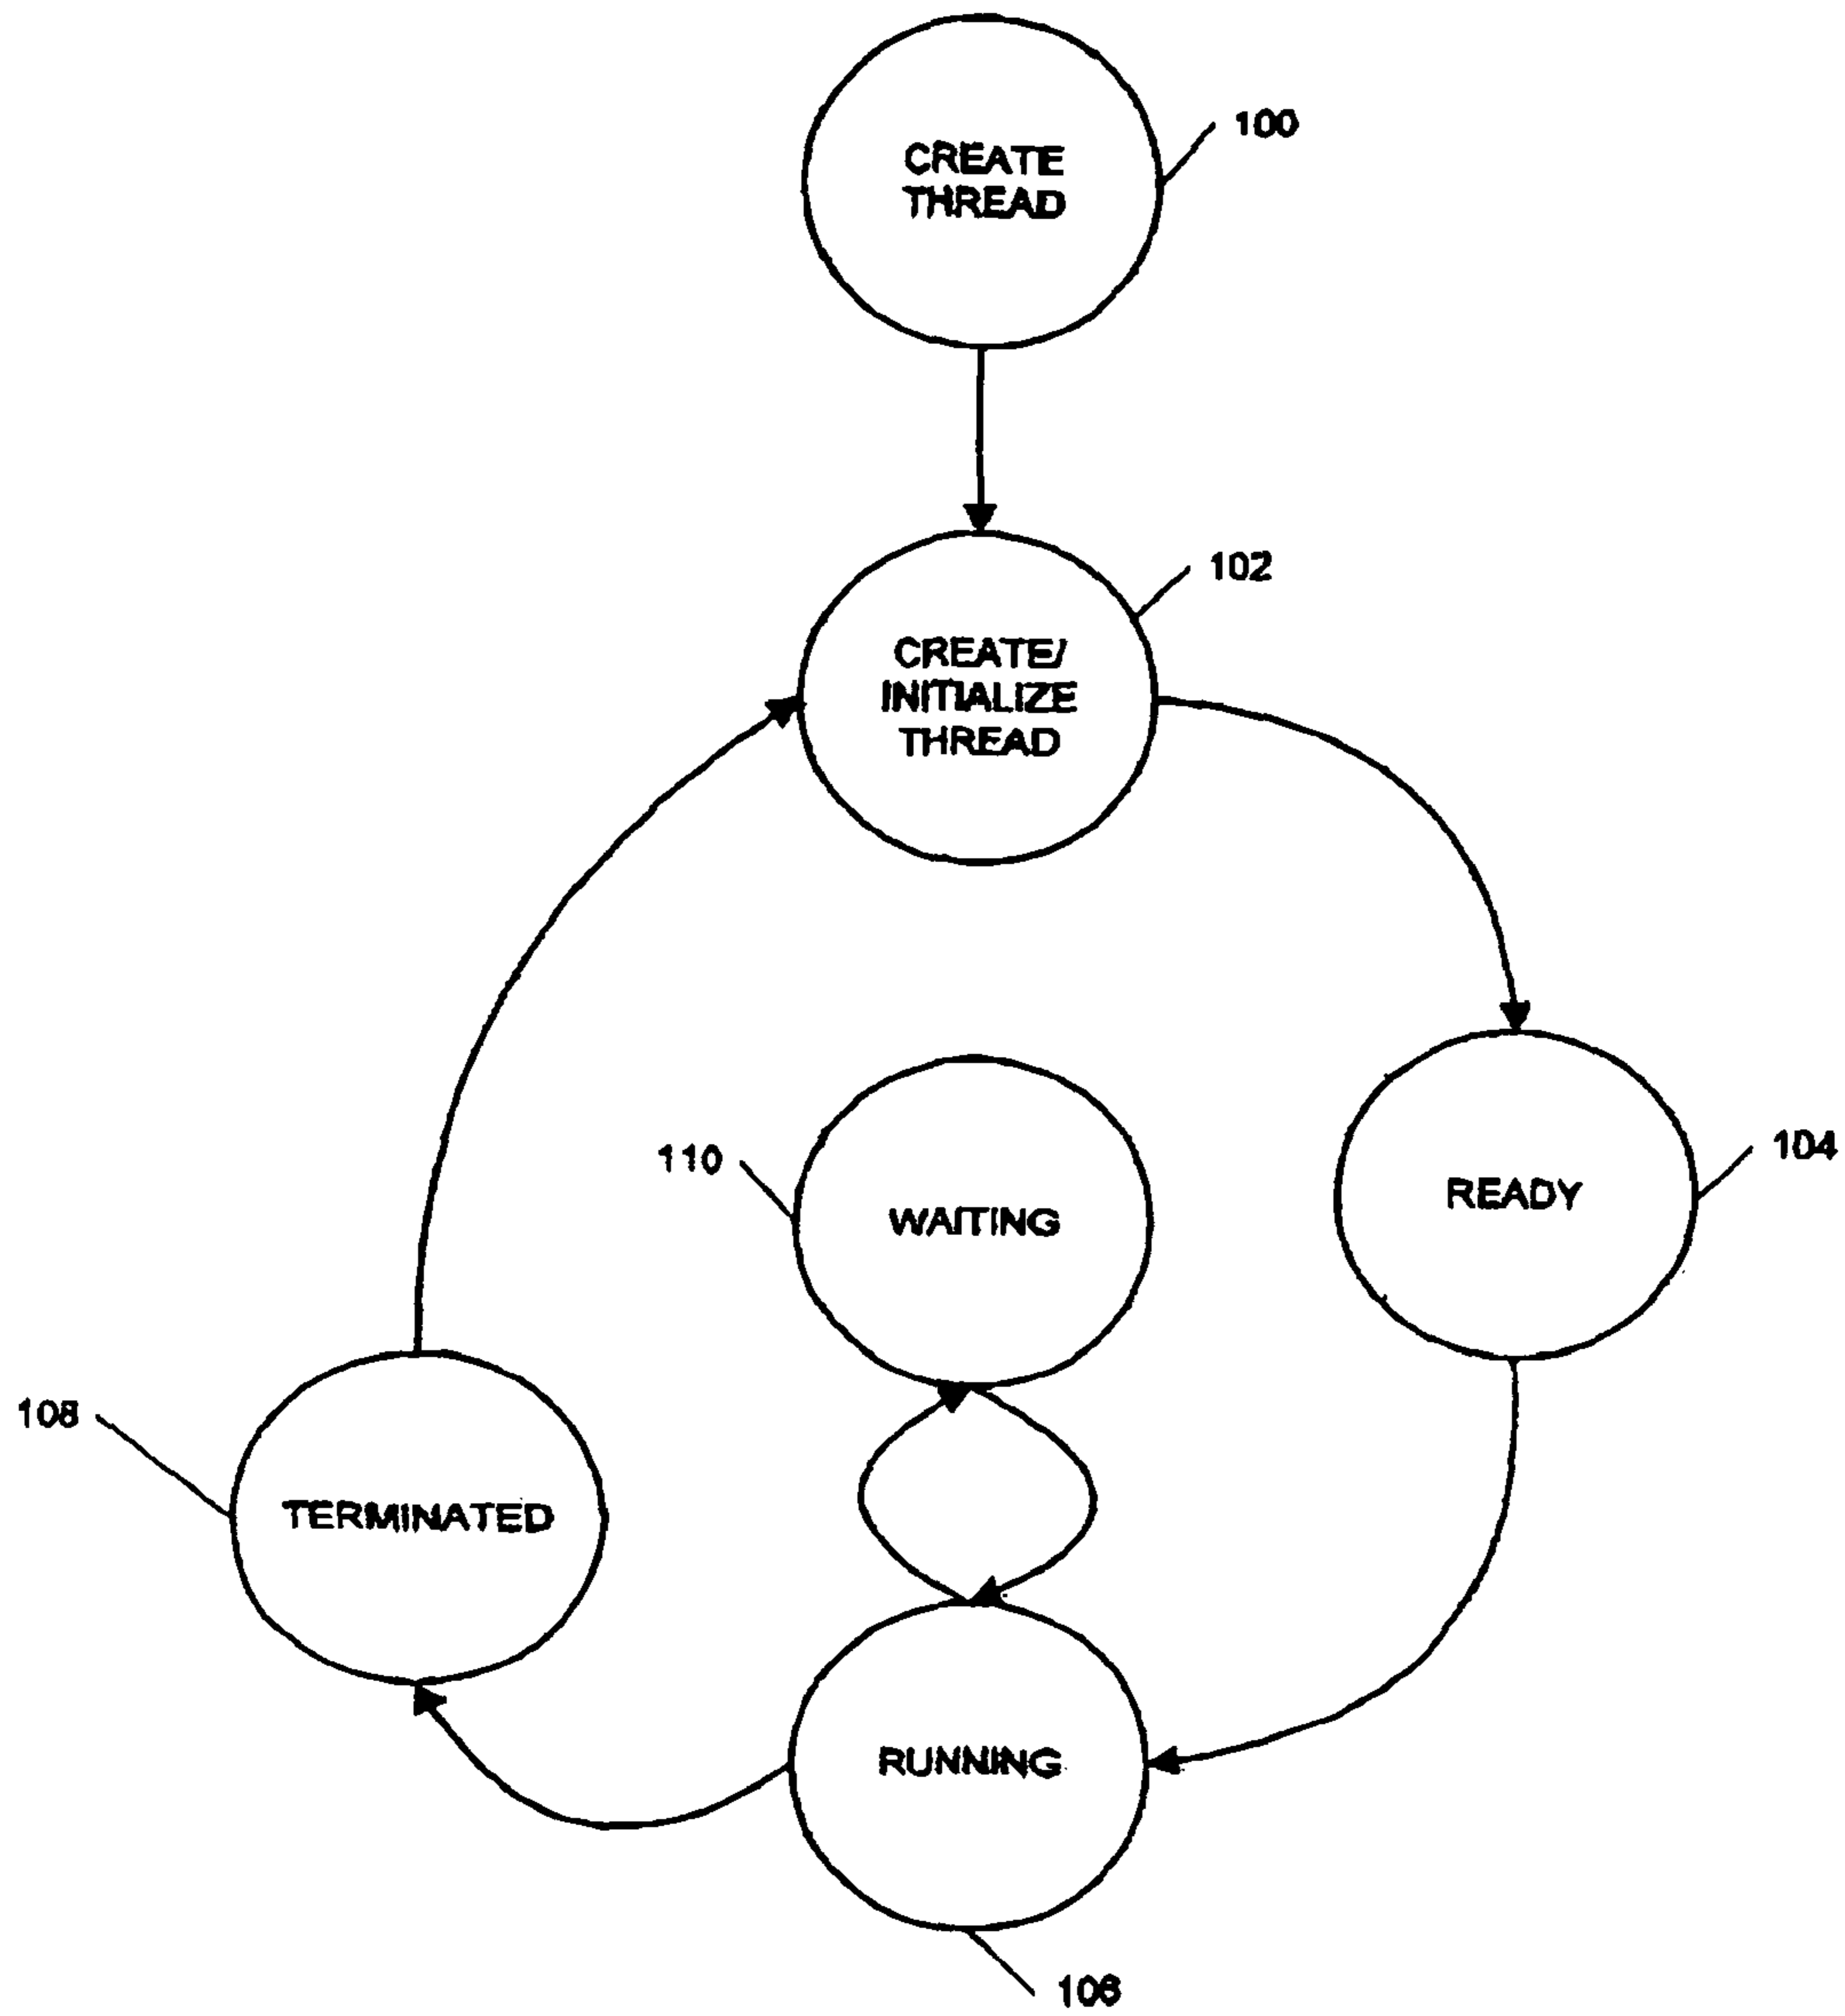 CREATE
THREAD
100
102
CREATE/
INITIALIZE
THREAD
110
WAITING
104
READY
108
TERMINATED
RUNNING
106